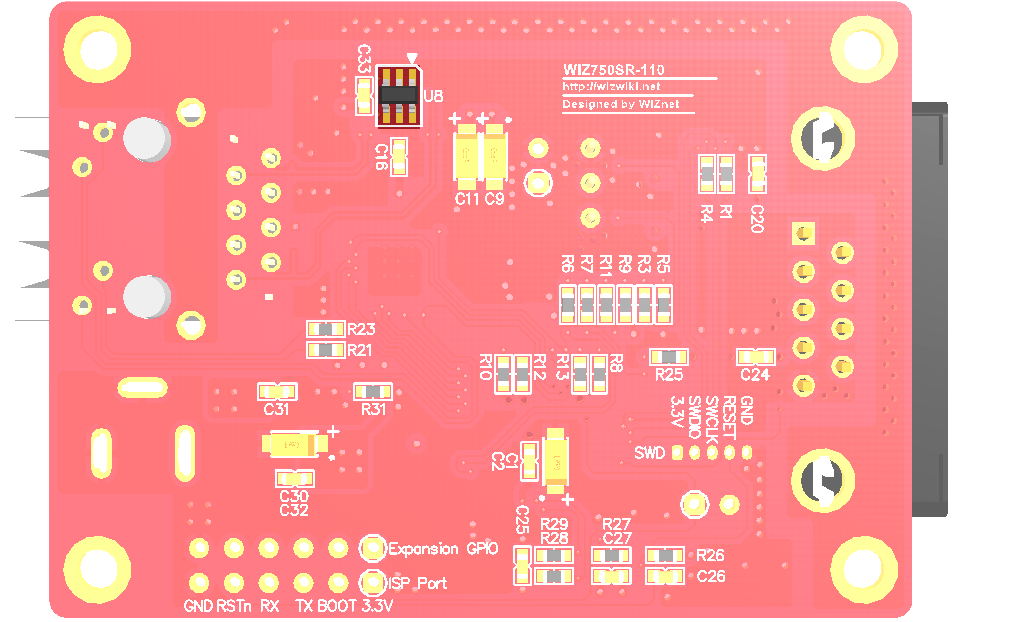 WIZ750SR-110
http://wizwiki.net
Designed by WIZnet
C33
U8
C16
C11 C9
R4
R1
C20
R6
R7
R11
R9
R3
R5
R23
R21
R10
R12
R13
R8
R25
C24
C31
R31
3.3V
SWDIO
SWCLK
RESET
GND
SWD
C1
C2
C30
C32
C25
R29
R28
R27
C27
R26
C26
Expansion GPIO
ISP_Port
GND RSTn RX TX BOOT 3.3V